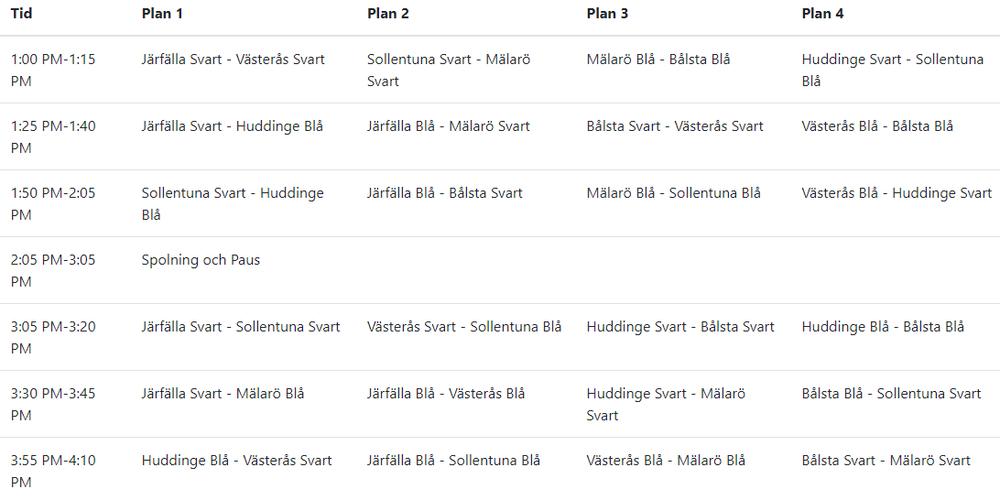 Tid Plan 1 Plan 2 Plan 3 Plan 4
1:00 PM-1:15 PM Järfälla Svart - Västerås Svart Sollentuna Svart - Mälarö Svart Mälarö Blå - Bålsta Blå Huddinge Svart - Sollentuna Blå
1:25 PM-1:40 PM Järfälla Svart - Huddinge Blå Järfälla Blå - Mälarö Svart Bålsta Svart - Västerås Svart Västerås Blå - Bålsta Blå
1:50 PM-2:05 PM Sollentuna Svart - Huddinge Blå Järfälla Blå - Bålsta Svart Mälarö Blå - Sollentuna Blå Västerås Blå - Huddinge Svart
2:05 PM-3:05 PM Spolning och Paus
3:05 PM-3:20 PM Järfälla Svart - Sollentuna Svart Västerås Svart - Sollentuna Blå Huddinge Svart - Bålsta Svart Huddinge Blå - Bålsta Blå
3:30 PM-3:45 PM Järfälla Svart - Mälarö Blå Järfälla Blå - Västerås Blå Huddinge Svart - Mälarö Svart Bålsta Blå - Sollentuna Svart
3:55 PM-4:10 PM Huddinge Blå - Västerås Svart Järfälla Blå - Sollentuna Blå Västerås Blå - Mälarö Blå Bålsta Svart - Mälarö Svart